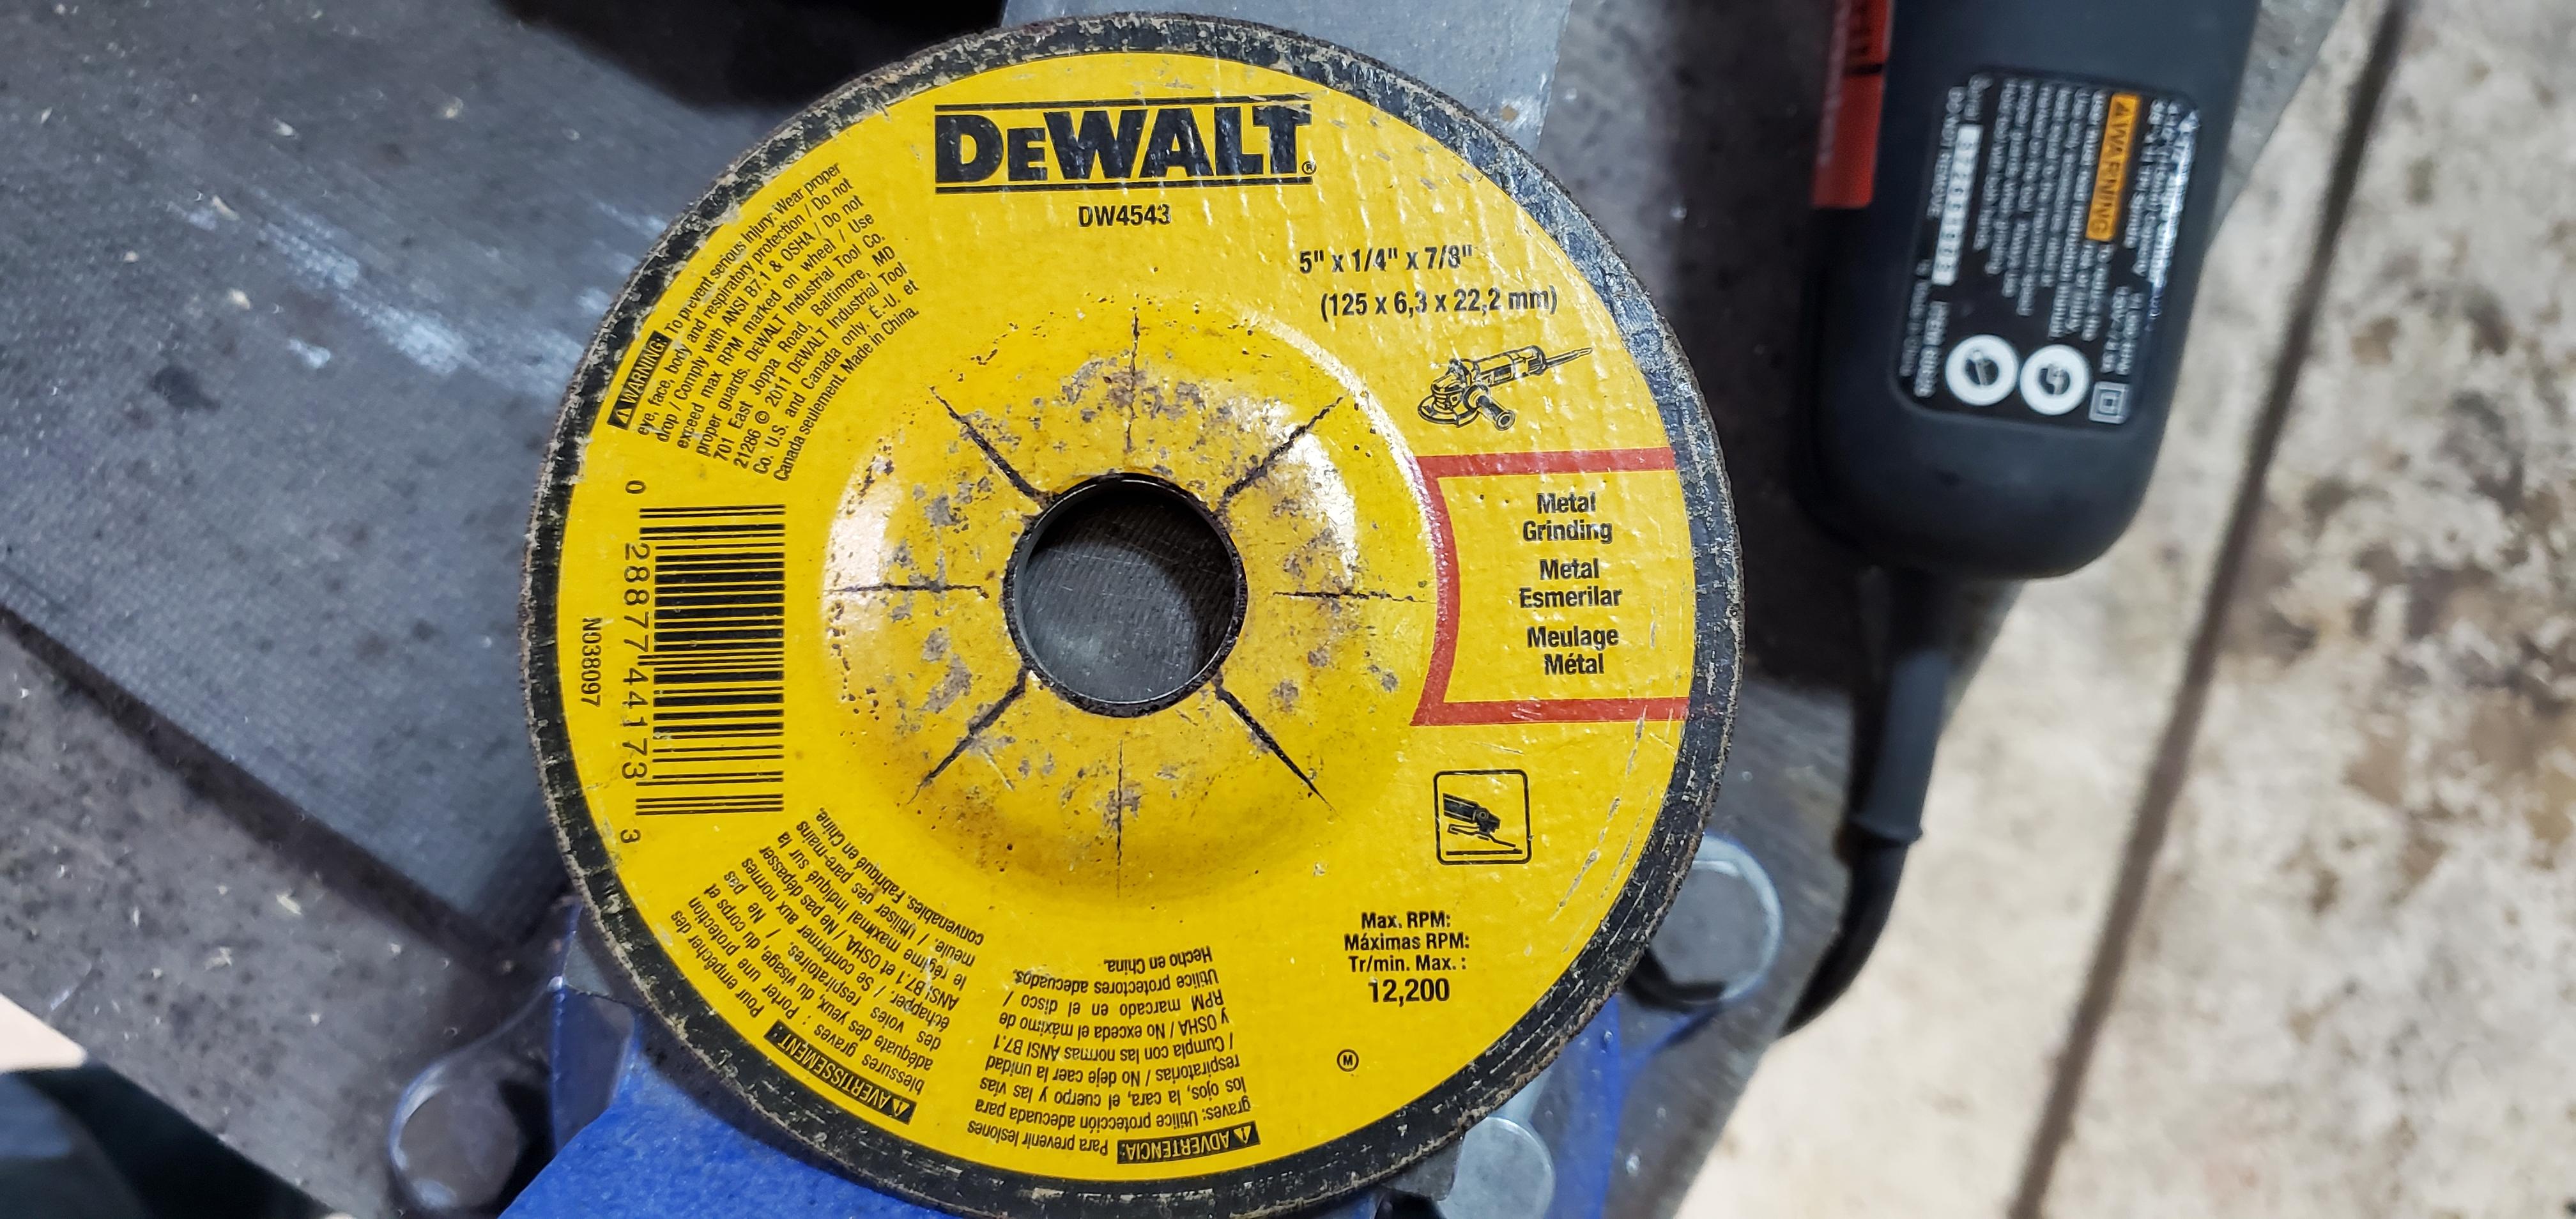 DEWALT®
DW4543
5" x 1/4" x 7/8"
(125 x 6,3 x 22,2 mm)
Metal
Grinding
Metal
Esmerilar
Meulage
Métal
Max. RPM:
Máximas RPM:
Tr/min. Max. :
12,200
M
WARNING: To prevent serious injury: Wear proper
eye, face, body and respiratory protection / Do not
drop / Comply with ANSI B7.1 & OSHA / Do not
exceed max RPM marked on wheel / Use
proper guards. DEWALT Industrial Tool Co.
701 East Joppa Road, Baltimore, MD
21286 © 2011 DEWALT Industrial Tool
Co. U.S. and Canada only. É.-U. et
Canada seulement Made in China.
0 28877 44173 3
N038097
AVERTISSEMENT:
Pour empêcher des
blessures graves : Porter une protection
adéquate des yeux, du visage, du corps et
des voies respiratoires. / Ne pas
échapper. / Se conformer aux normes
ANSI B7.1 et OSHA / Ne pas dépasser
le régime maximal indiqué sur la
meule. / Utiliser des pare-mains
convenables. Fabriqué en Chine.
ADVERTENCIA: Para prevenir lesiones
graves: Utilice protección adecuada para
los ojos, la cara, el cuerpo y las vías
respiratorias / No deje caer la unidad
/ Cumpla con las normas ANSI B7.1
y OSHA / No exceda el máximo de
RPM marcado en el disco /
Utilice protectores adecuados.
Hecho en China.
WARNING